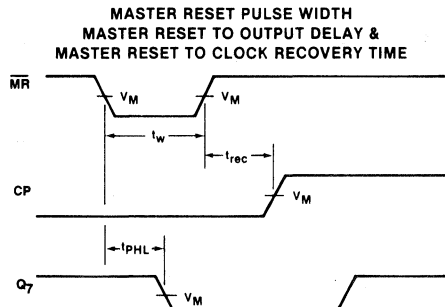 MASTER RESET PULSE WIDTH
MASTER RESET TO OUTPUT DELAY &
MASTER RESET TO CLOCK RECOVERY TIME
MR
VM
VM
tw
trec
CP
VM
tPHL
Q7
VM